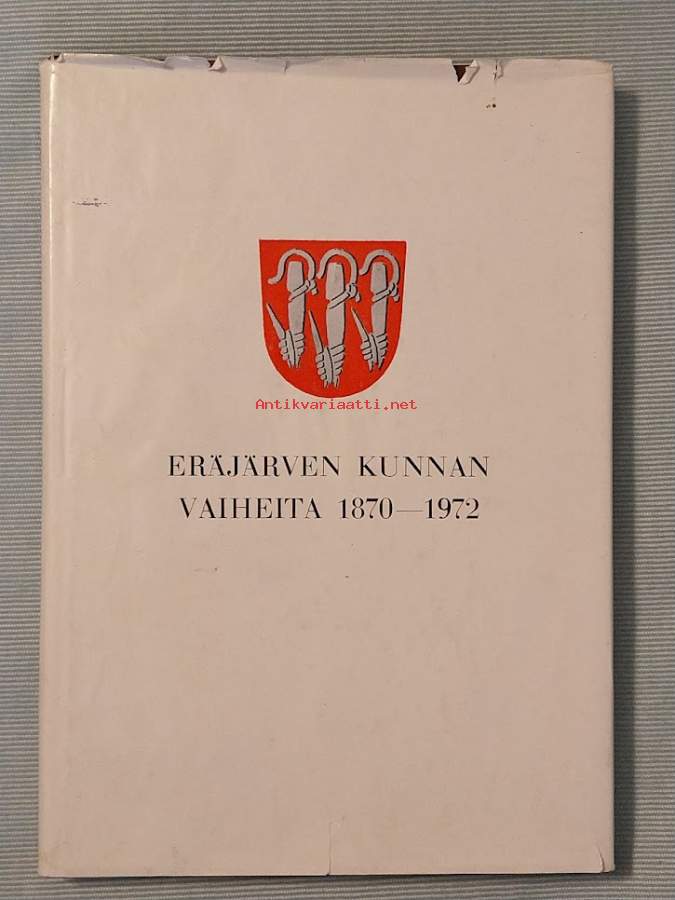 Antikvariaatti.net
ERÄJÄRVEN KUNNAN
VAIHEITA 1870—1972